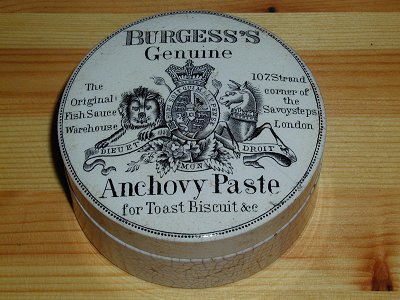 BURGESS'S
Genuine
The
Original
Fish Sauce
Warehouse
107 Strand
corner of
the
Savoy steps
London
DIEU ET
MON
DROIT
Anchovy Paste
for Toast Biscuit &c